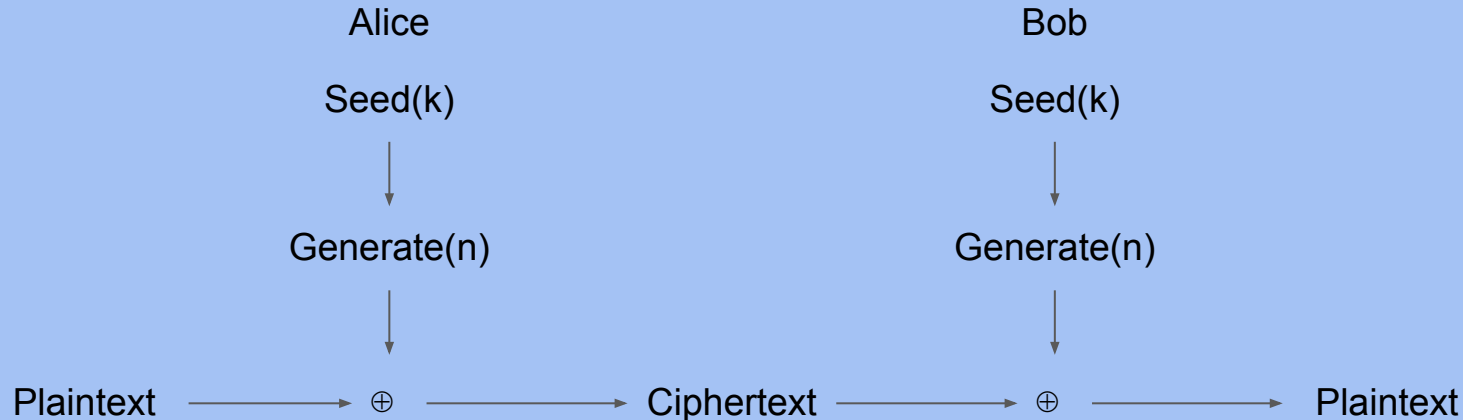 Alice Bob
Seed(k) Seed(k)
Generate(n) Generate(n)
Plaintext ⊕ Ciphertext ⊕ Plaintext